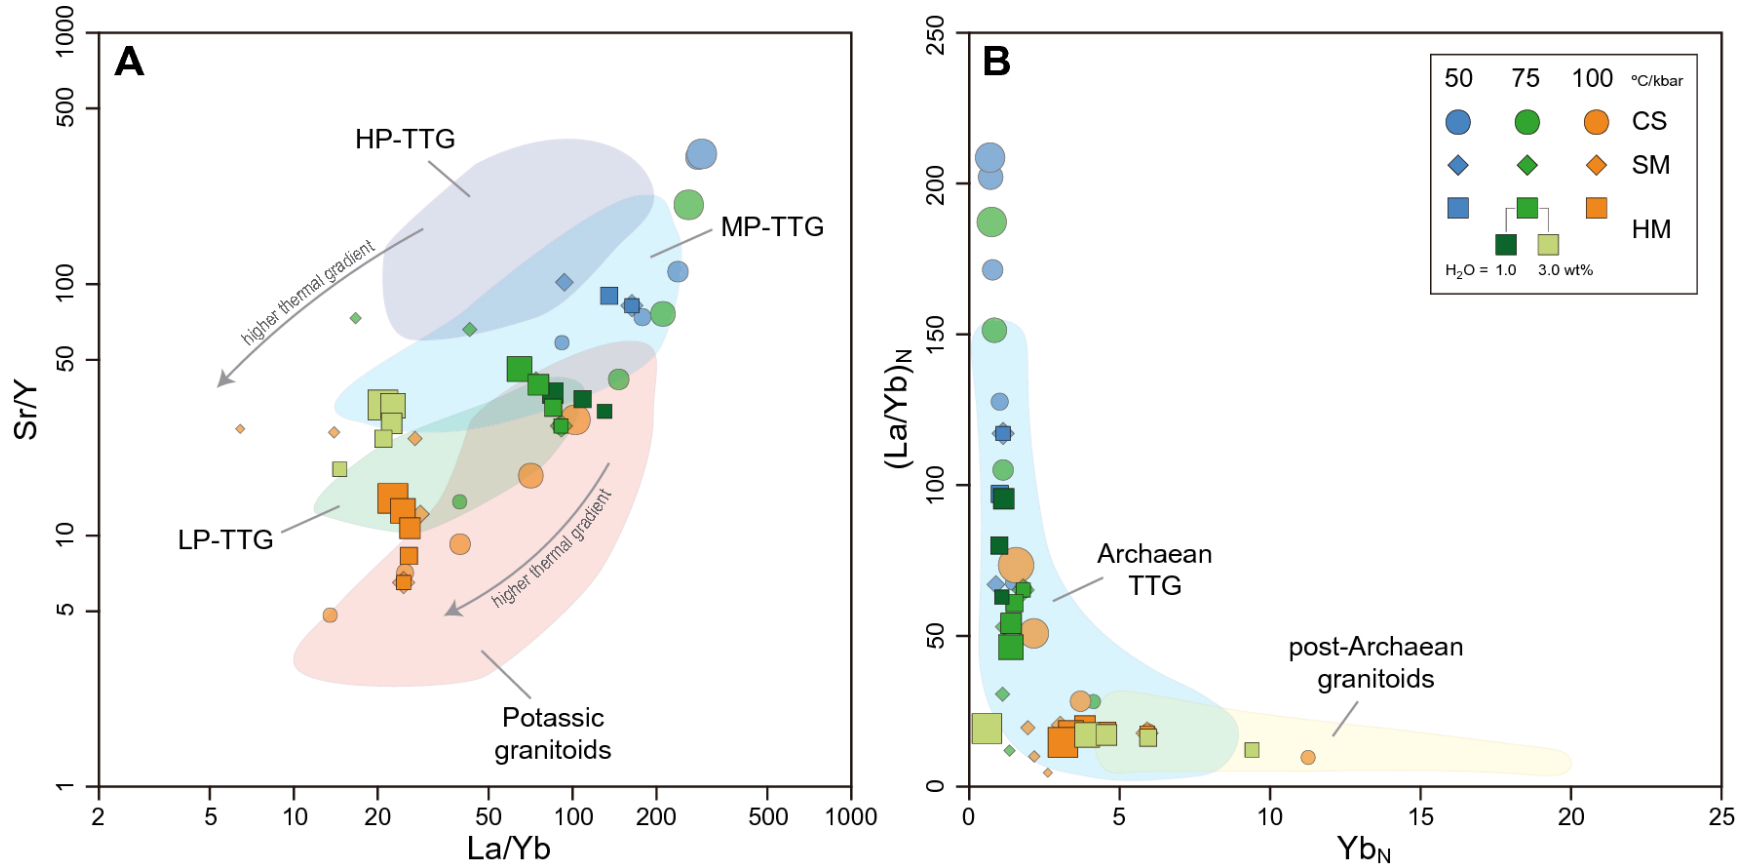 A
1000
500
100
50
10
5
1
Sr/Y
HP-TTG
MP-TTG
higher thermal gradient
LP-TTG
higher thermal gradient
Potassic
granitoids
2 5 10 20 50 100 200 500 1000
La/Yb
B
250
200
150
100
50
0
(La/Yb)N
50 75 100 ºC/kbar
CS
SM
HM
H2O = 1.0 3.0 wt%
Archaean
TTG
post-Archaean
granitoids
0 5 10 15 20 25
YbN